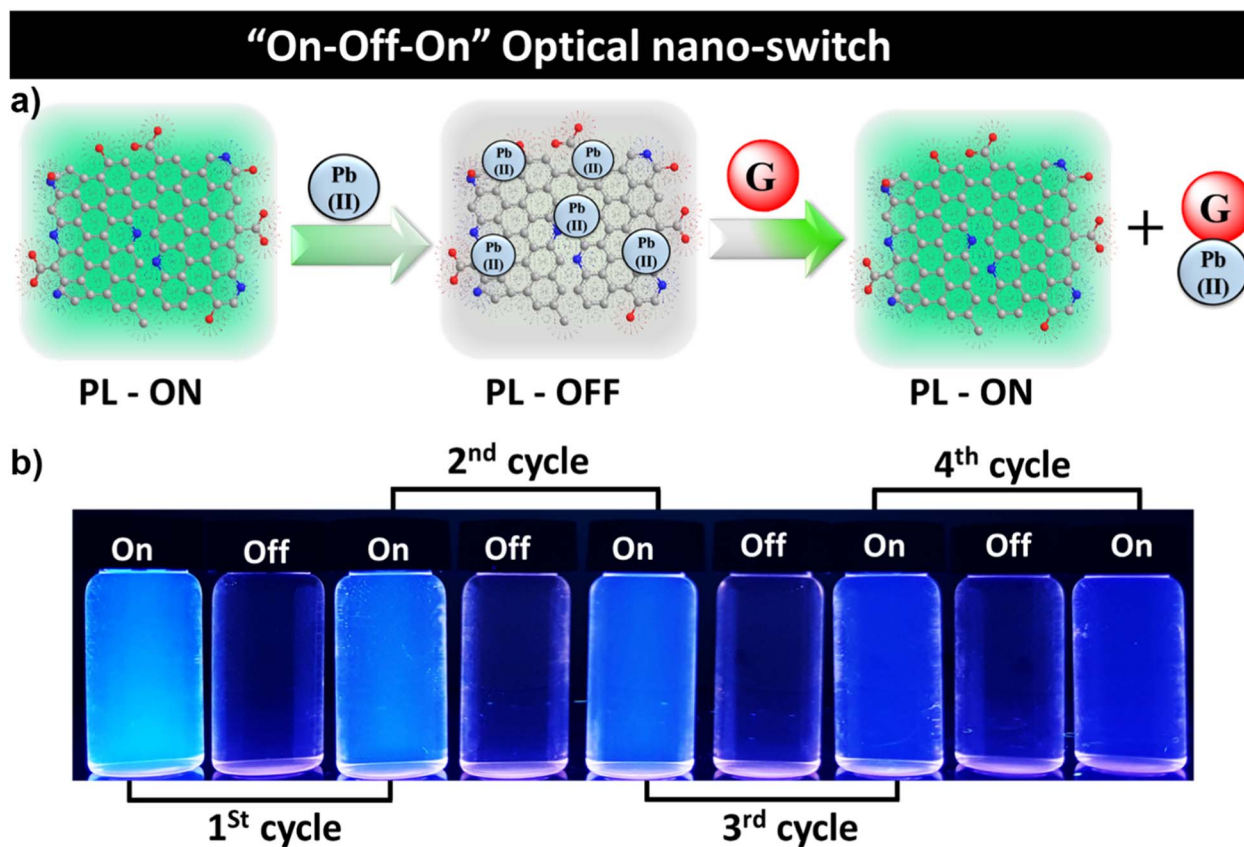 “On-Off-On” Optical nano-switch
a)
Pb
(II)
Pb
(II)
Pb
(II)
Pb
(II)
Pb
(II)
Pb
(II)
G
+
G
Pb
(II)
PL - ON
PL - OFF
PL - ON
b)
2nd cycle
4th cycle
On
Off
On
Off
On
Off
On
Off
On
1St cycle
3rd cycle